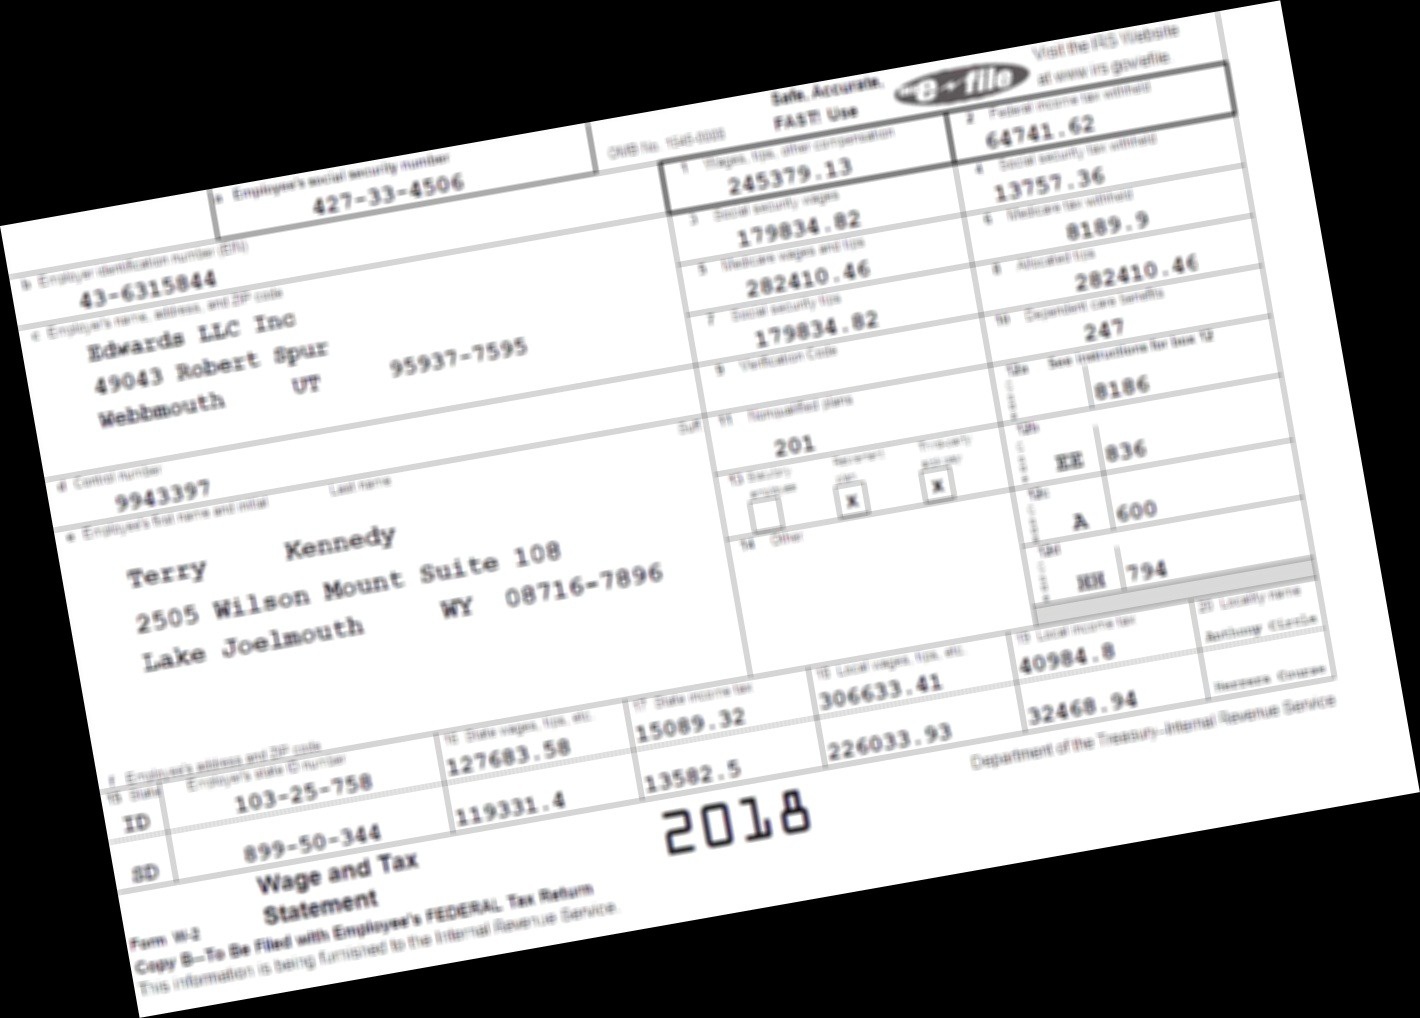 a Employee's social security number
427-33-4506
OMB No. 1545-0008
Safe, Accurate,
FAST! Use
e file
Visit the IRS Website
at www.irs.gov/efile
b Employer identification number (EIN)
43-6315844
1 Wages, tips, other compensation
245379.13
2 Federal income tax withheld
64741.62
c Employer's name, address, and ZIP code
Edwards LLC Inc
49043 Robert Spur
Webbmouth UT 95937-7595
3 Social security wages
179834.82
4 Social security tax withheld
13757.36
5 Medicare wages and tips
282410.46
6 Medicare tax withheld
8189.9
7 Social security tips
179834.82
8 Allocated tips
282410.46
d Control number
9943397
9 Verification Code
10 Dependent care benefits
247
e Employee's first name and initial Last name Suff.
Terry Kennedy
2505 Wilson Mount Suite 108
Lake Joelmouth WY 08716-7896
11 Nonqualified plans
201
12a See instructions for box 12
8186
13 Statutory employee
Retirement plan
x
Third-party sick pay
x
12b
EE 836
14 Other
12c
A 600
12d
HH 794
f Employee's address and ZIP code
15 State Employer's state ID number
16 State wages, tips, etc.
17 State income tax
18 Local wages, tips, etc.
19 Local income tax
20 Locality name
ID 103-25-758 127683.58 15089.32 306633.41 40984.8 Anthony Circle
SD 899-50-344 119331.4 13582.5 226033.93 32468.94
Form W-2
Wage and Tax
Statement
2018
Department of the Treasury-Internal Revenue Service
Copy B—To Be Filed with Employee's FEDERAL Tax Return
This information is being furnished to the Internal Revenue Service.